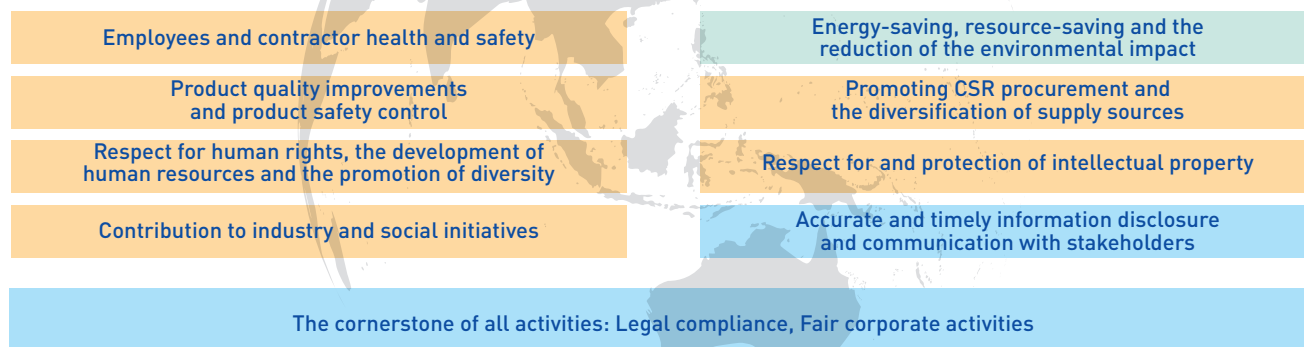 Employees and contractor health and safety
Energy-saving, resource-saving and the
reduction of the environmental impact
Product quality improvements
and product safety control
Promoting CSR procurement and
the diversification of supply sources
Respect for human rights, the development of
human resources and the promotion of diversity
Respect for and protection of intellectual property
Contribution to industry and social initiatives
Accurate and timely information disclosure
and communication with stakeholders
The cornerstone of all activities: Legal compliance, Fair corporate activities